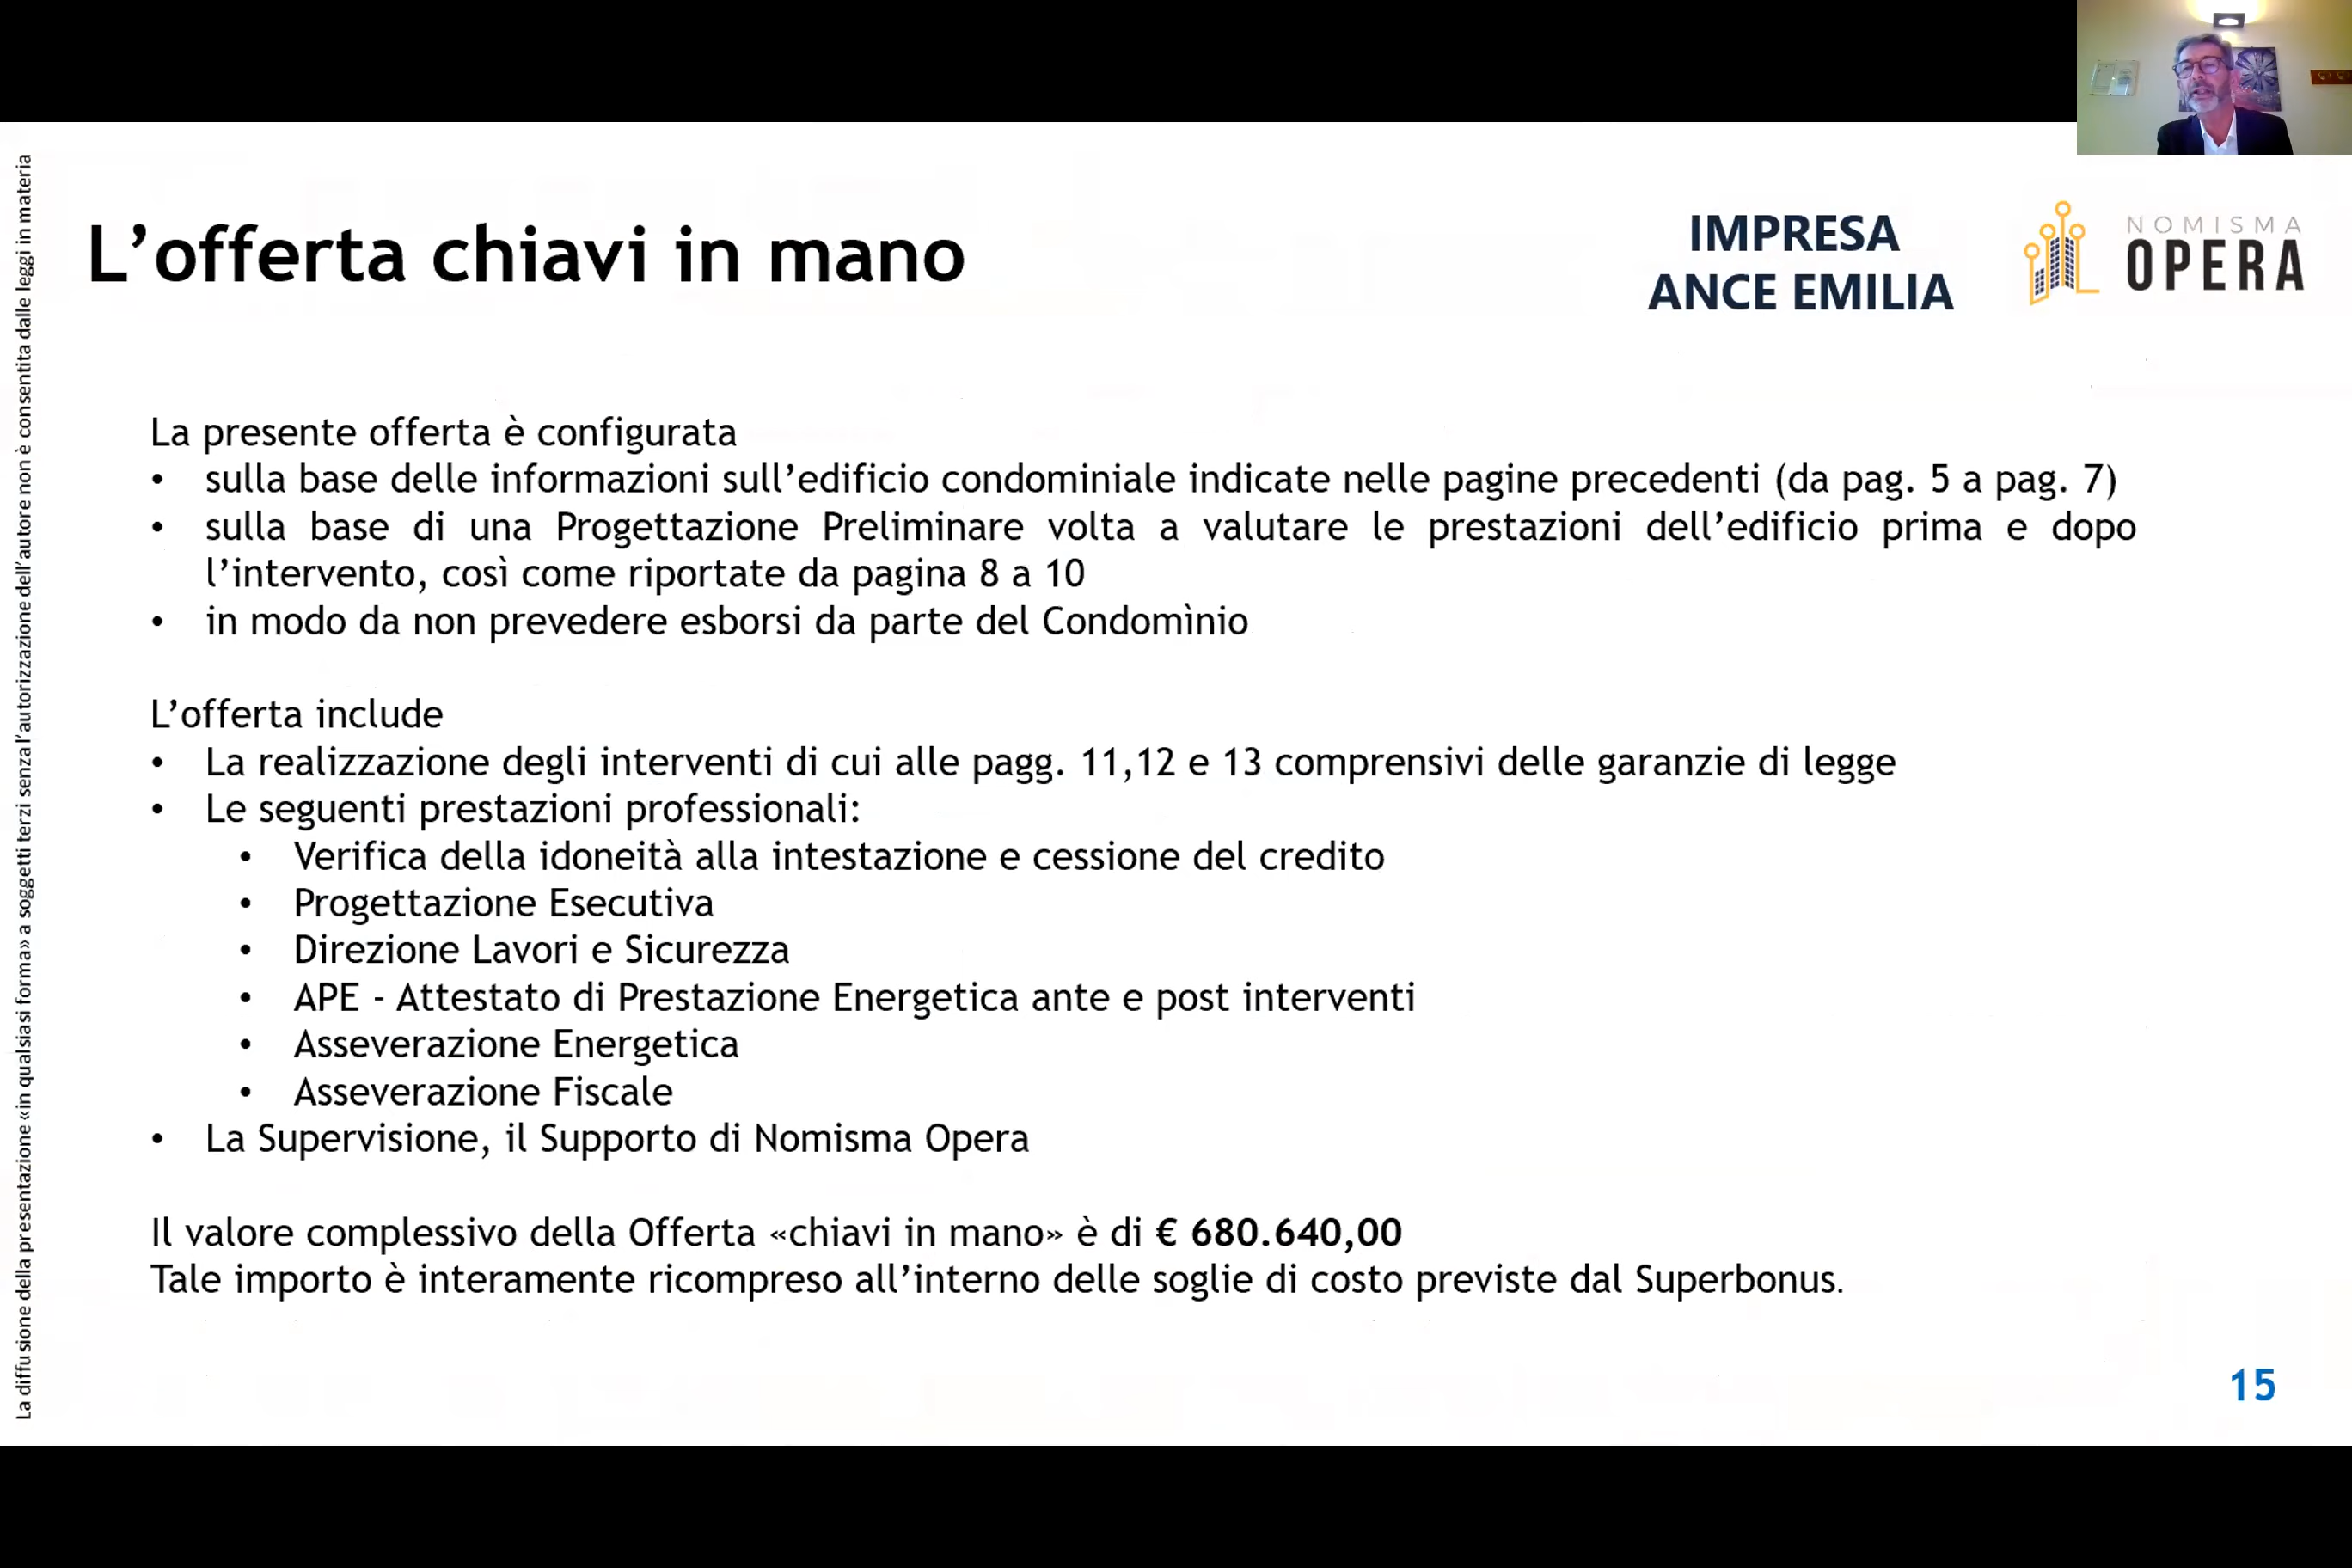 L’offerta chiavi in mano
IMPRESA
ANCE EMILIA
NOMISMA
OPERA
La presente offerta è configurata
• sulla base delle informazioni sull’edificio condominiale indicate nelle pagine precedenti (da pag. 5 a pag. 7)
• sulla base di una Progettazione Preliminare volta a valutare le prestazioni dell’edificio prima e dopo
l’intervento, così come riportate da pagina 8 a 10
• in modo da non prevedere esborsi da parte del Condomìnio
L’offerta include
• La realizzazione degli interventi di cui alle pagg. 11,12 e 13 comprensivi delle garanzie di legge
• Le seguenti prestazioni professionali:
• Verifica della idoneità alla intestazione e cessione del credito
• Progettazione Esecutiva
• Direzione Lavori e Sicurezza
• APE - Attestato di Prestazione Energetica ante e post interventi
• Asseverazione Energetica
• Asseverazione Fiscale
• La Supervisione, il Supporto di Nomisma Opera
Il valore complessivo della Offerta «chiavi in mano» è di € 680.640,00
Tale importo è interamente ricompreso all’interno delle soglie di costo previste dal Superbonus.
15
La diffusione della presentazione «in qualsiasi forma» a soggetti terzi senza l’autorizzazione dell’autore non è consentita dalle leggi in materia